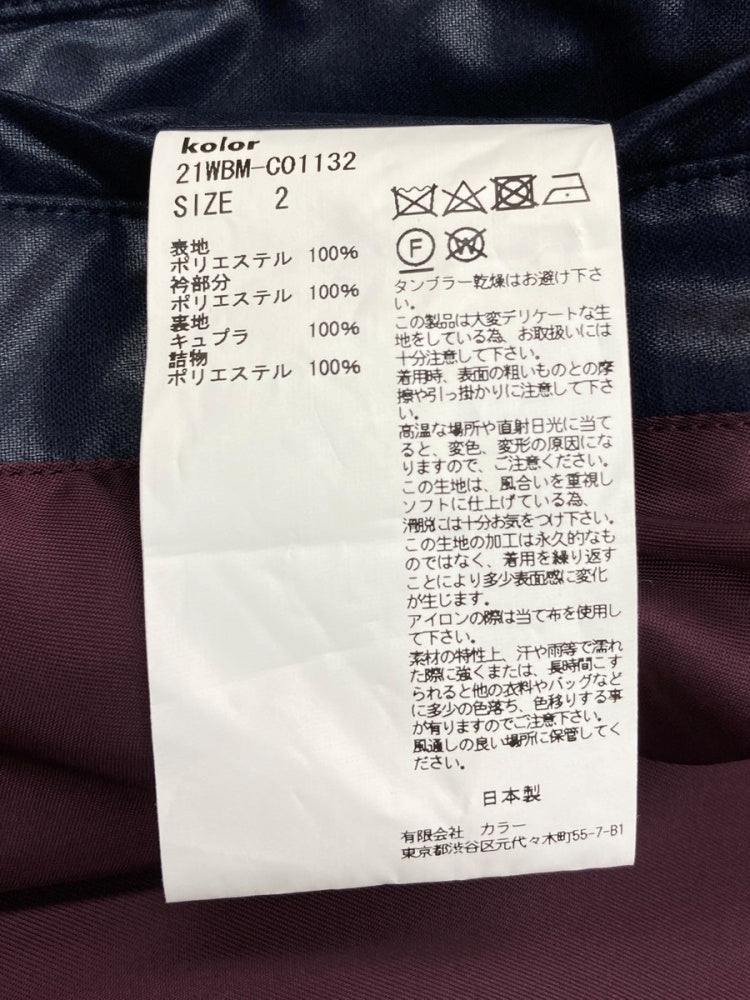 kolor
21WBM-C01132
SIZE 2
表地
ポリエステル 100%
衿部分
ポリエステル 100%
裏地
キュプラ 100%
詰物
ポリエステル 100%
F
W
タンブラー乾燥はお避け下さ
い。
この製品は大変デリケートな生
地をしている為、お取扱いには
十分注意して下さい。
着用時、表面の粗いものとの摩
擦や引っ掛かりに注意して下さ
い。
高温な場所や直射日光に当て
ると、変色、変形の原因にな
りますので、ご注意ください。
この生地は、風合いを重視し
ソフトに仕上げている為、
滑脱には十分お気をつけ下さい。
この生地の加工は永久的なも
のではなく、着用を繰り返す
ことにより多少表面感に変化
が生じます。
アイロンの際は当て布を使用し
て下さい。
素材の特性上、汗や雨等で濡れ
た際に強くまたは、長時間こす
られると他の衣料やバッグなど
に多少の色落ち、色移りする事
が有りますのでご注意下さい。
風通しの良い場所に保管してく
ださい。
日本製
有限会社 カラー
東京都渋谷区元代々木町55-7-B1